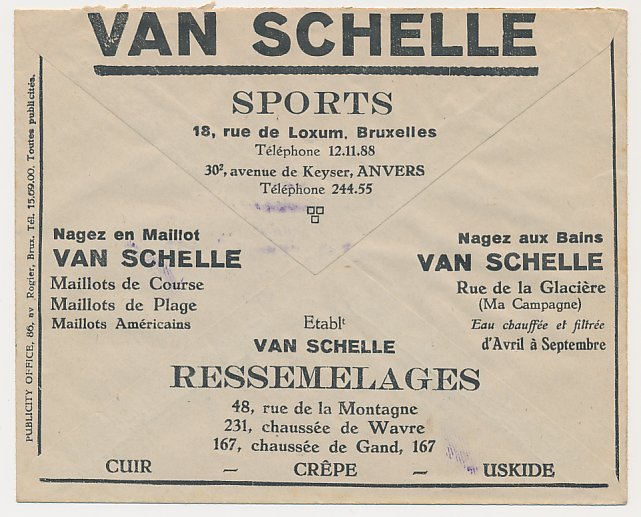 VAN SCHELLE
SPORTS
18, rue de Loxum, Bruxelles
Téléphone 12.11.88
30², avenue de Keyser, ANVERS
Téléphone 244.55
Nagez en Maillot
VAN SCHELLE
Maillots de Course
Maillots de Plage
Maillots Américains
Nagez aux Bains
VAN SCHELLE
Rue de la Glacière
(Ma Campagne)
Eau chauffée et filtrée
d'Avril à Septembre
Etablᵗ
VAN SCHELLE
RESSEMELAGES
48, rue de la Montagne
231, chaussée de Wavre
167, chaussée de Gand, 167
CUIR – CRÊPE – USKIDE
PUBLICITY OFFICE, 86, av Rogier, Brux. Tél. 15.69.00. Toutes publicités.